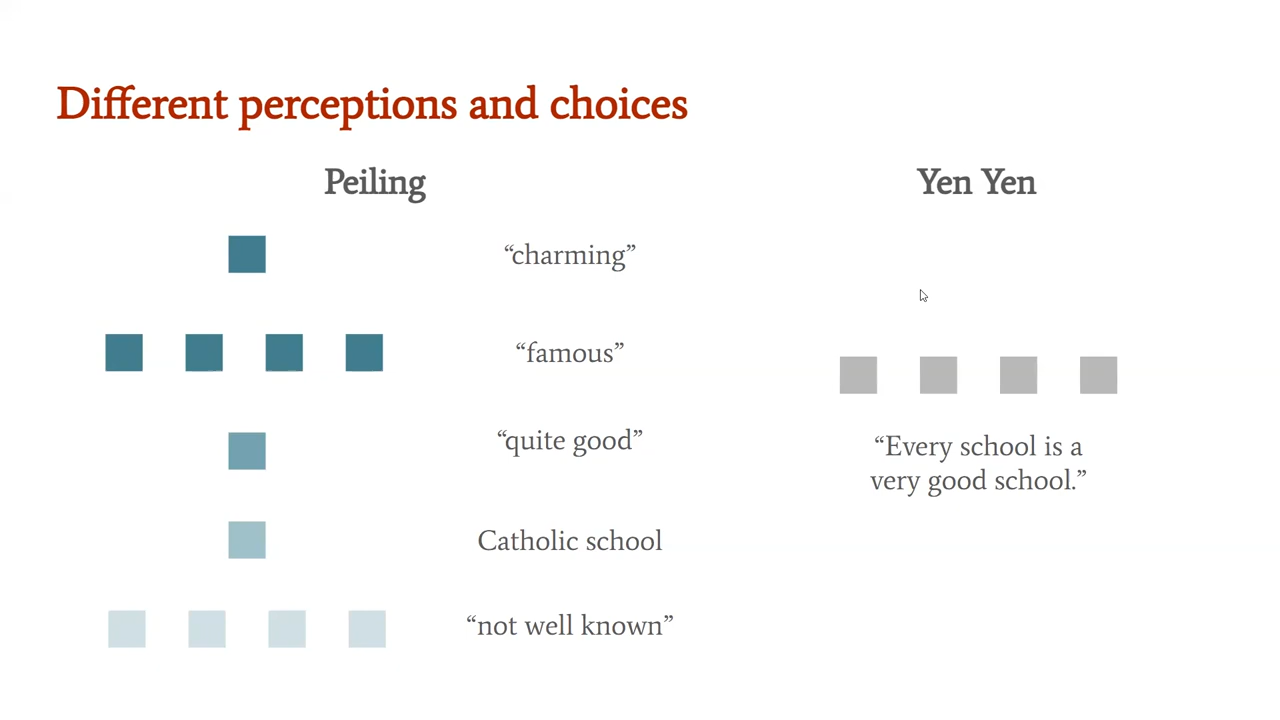 Different perceptions and choices
Peiling
Yen Yen
“charming”
“famous”
“quite good”
Catholic school
“not well known”
“Every school is a
very good school.”